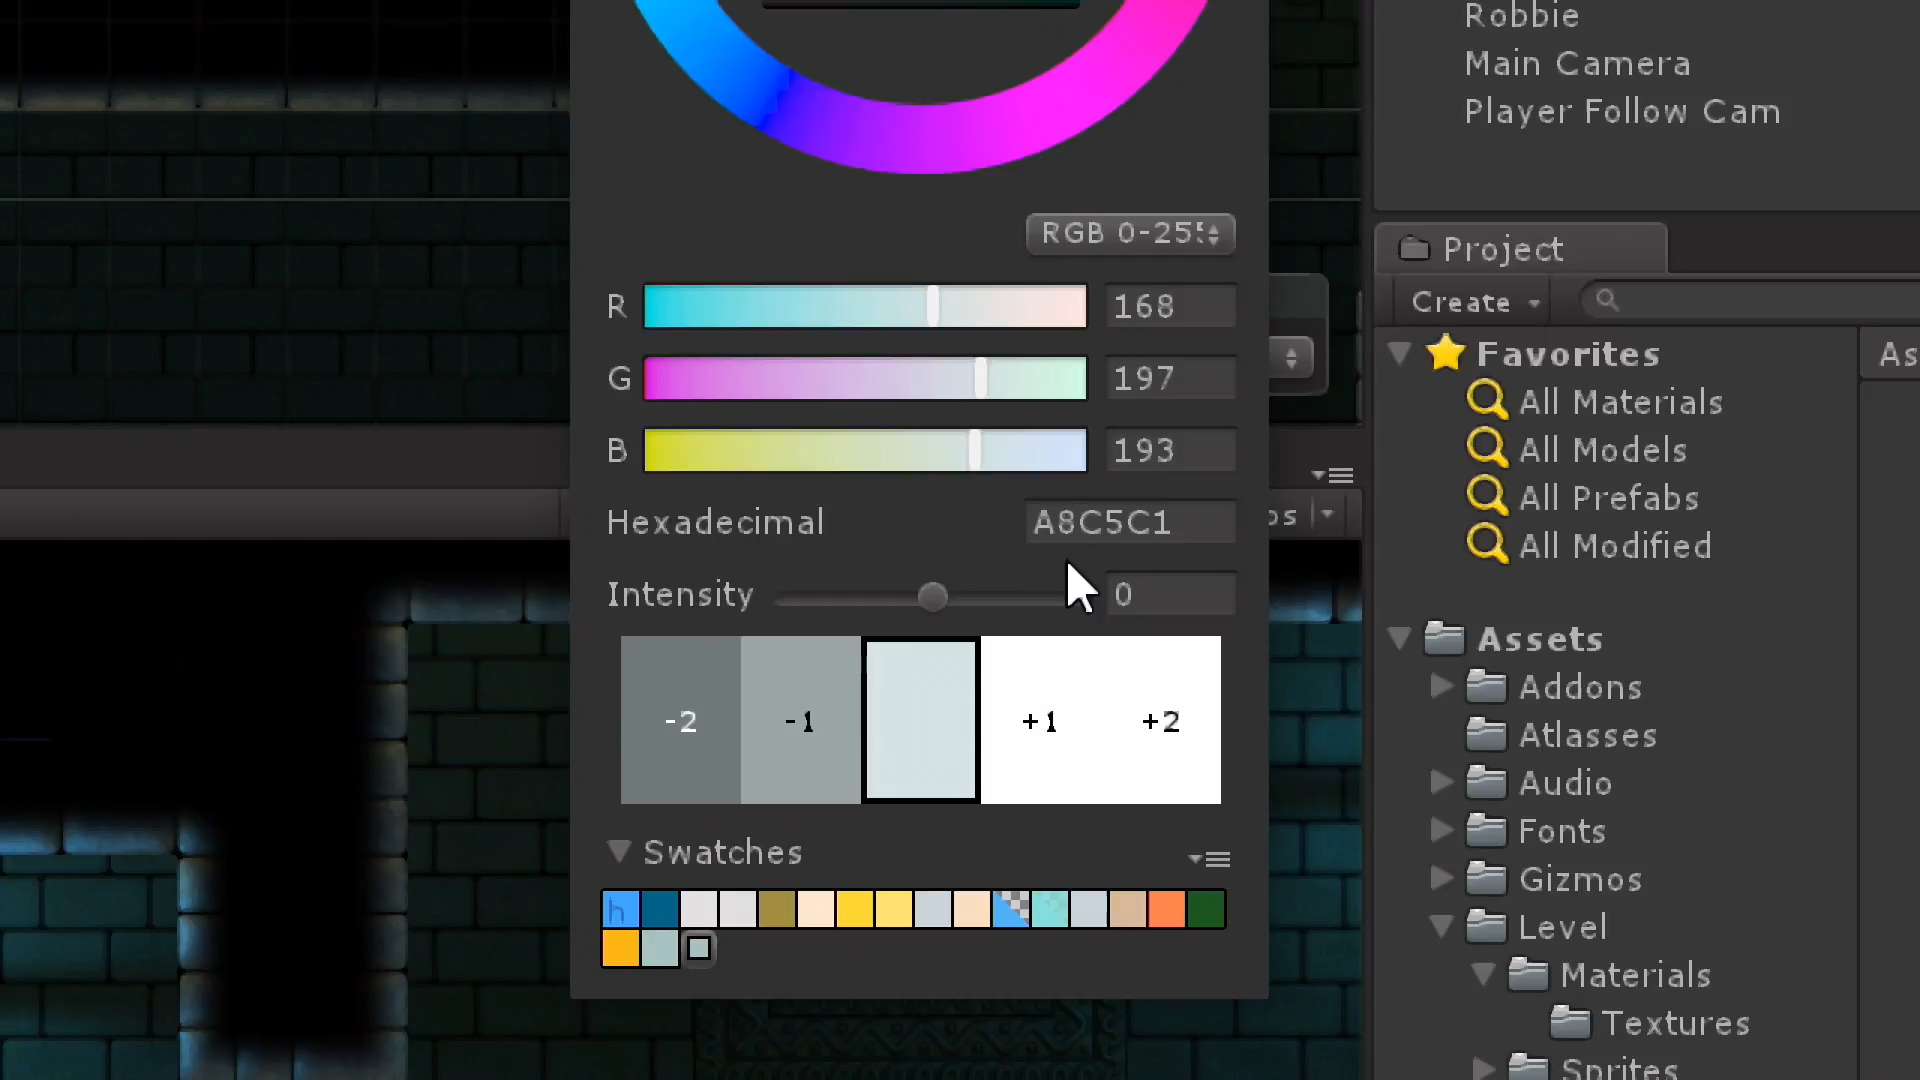 Robbie
Main Camera
Player Follow Cam
RGB 0-255
Project
Create
R 168
Favorites
As
G 197
All Materials
B 193
All Models
All Prefabs
Hexadecimal A8C5C1
All Modified
Intensity 0
Assets
Addons
-2 -1 +1 +2
Atlasses
Audio
Fonts
Swatches
Gizmos
h
Level
Materials
Textures
Sprites